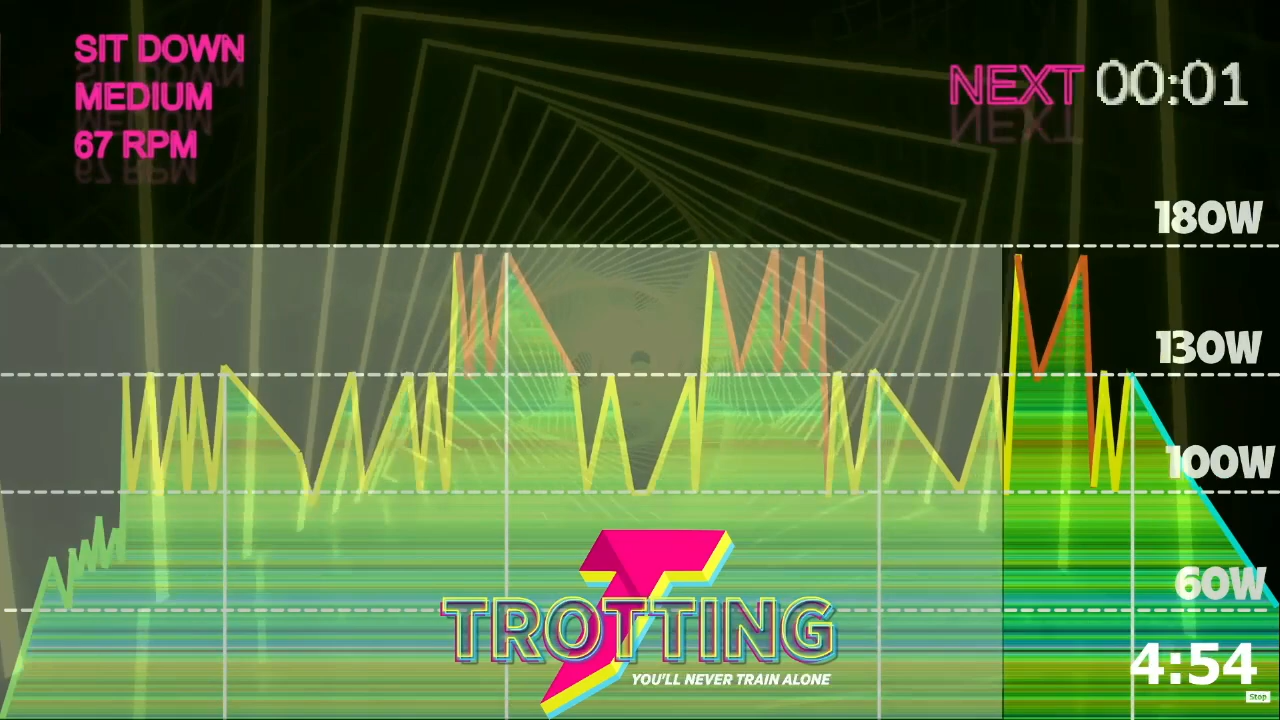 SIT DOWN
MEDIUM
67 RPM
NEXT 00:01
180W
130W
100W
60W
T
TROTTING
YOU'LL NEVER TRAIN ALONE
4:54
Stop